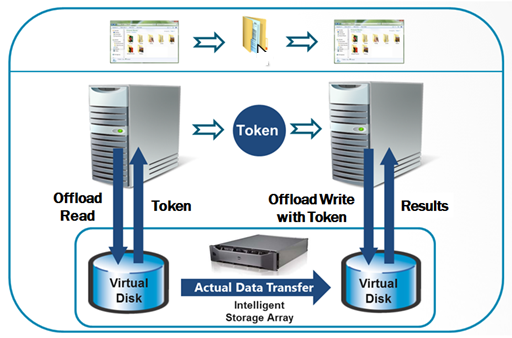 Token
Offload
Read
Token
Offload Write
with Token
Results
Virtual
Disk
Actual Data Transfer
Intelligent
Storage Array
Virtual
Disk